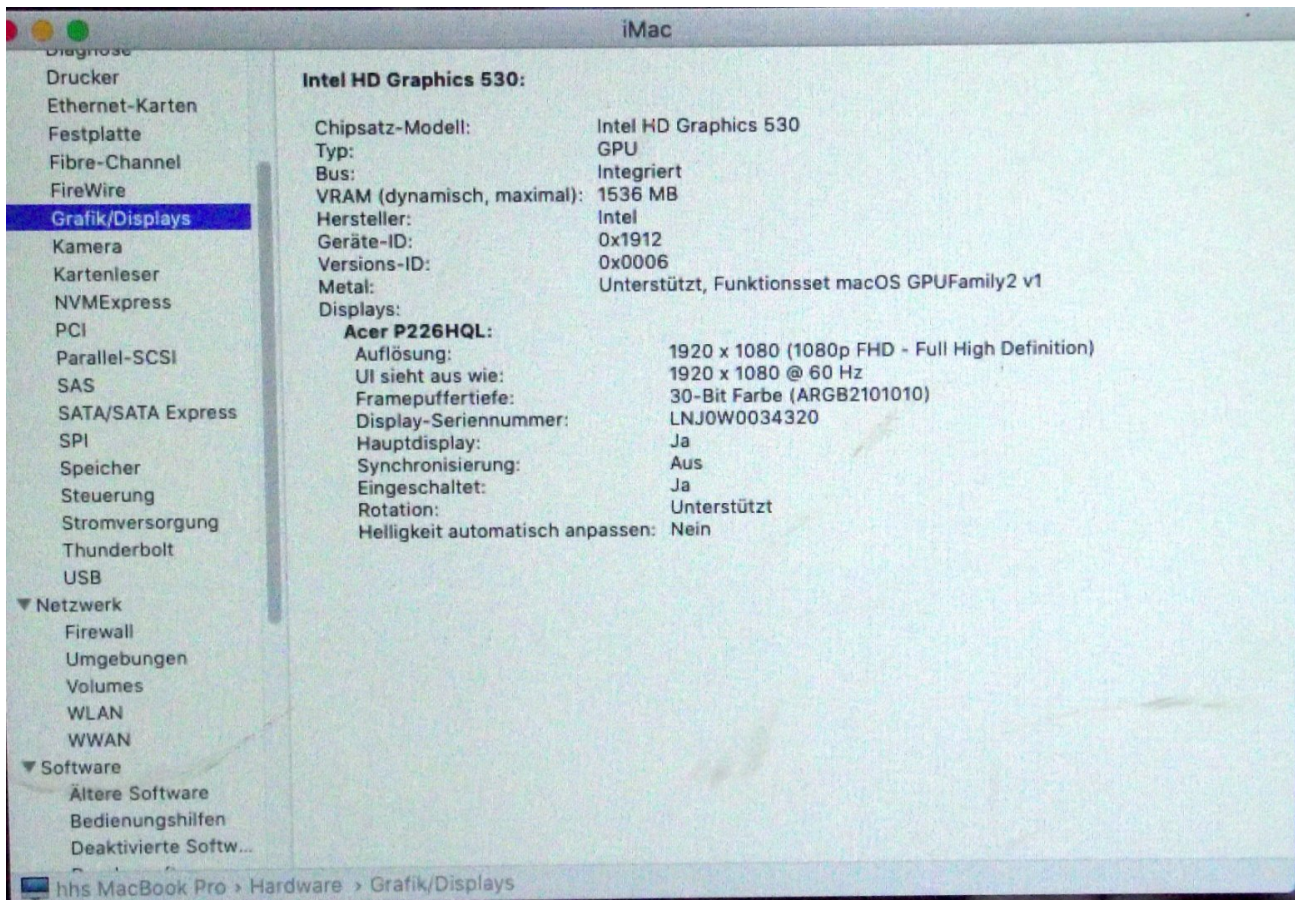 iMac
Diagnose
Drucker
Ethernet-Karten
Festplatte
Fibre-Channel
FireWire
Grafik/Displays
Kamera
Kartenleser
NVMExpress
PCI
Parallel-SCSI
SAS
SATA/SATA Express
SPI
Speicher
Steuerung
Stromversorgung
Thunderbolt
USB
Netzwerk
Firewall
Umgebungen
Volumes
WLAN
WWAN
Software
Ältere Software
Bedienungshilfen
Deaktivierte Softw...
Intel HD Graphics 530:
Chipsatz-Modell: Intel HD Graphics 530
Typ: GPU
Bus: Integriert
VRAM (dynamisch, maximal): 1536 MB
Hersteller: Intel
Geräte-ID: 0x1912
Versions-ID: 0x0006
Metal: Unterstützt, Funktionsset macOS GPUFamily2 v1
Displays:
Acer P226HQL:
Auflösung: 1920 x 1080 (1080p FHD - Full High Definition)
UI sieht aus wie: 1920 x 1080 @ 60 Hz
Framepuffertiefe: 30-Bit Farbe (ARGB2101010)
Display-Seriennummer: LNJ0W0034320
Hauptdisplay: Ja
Synchronisierung: Aus
Eingeschaltet: Ja
Rotation: Unterstützt
Helligkeit automatisch anpassen: Nein
hhs MacBook Pro › Hardware › Grafik/Displays